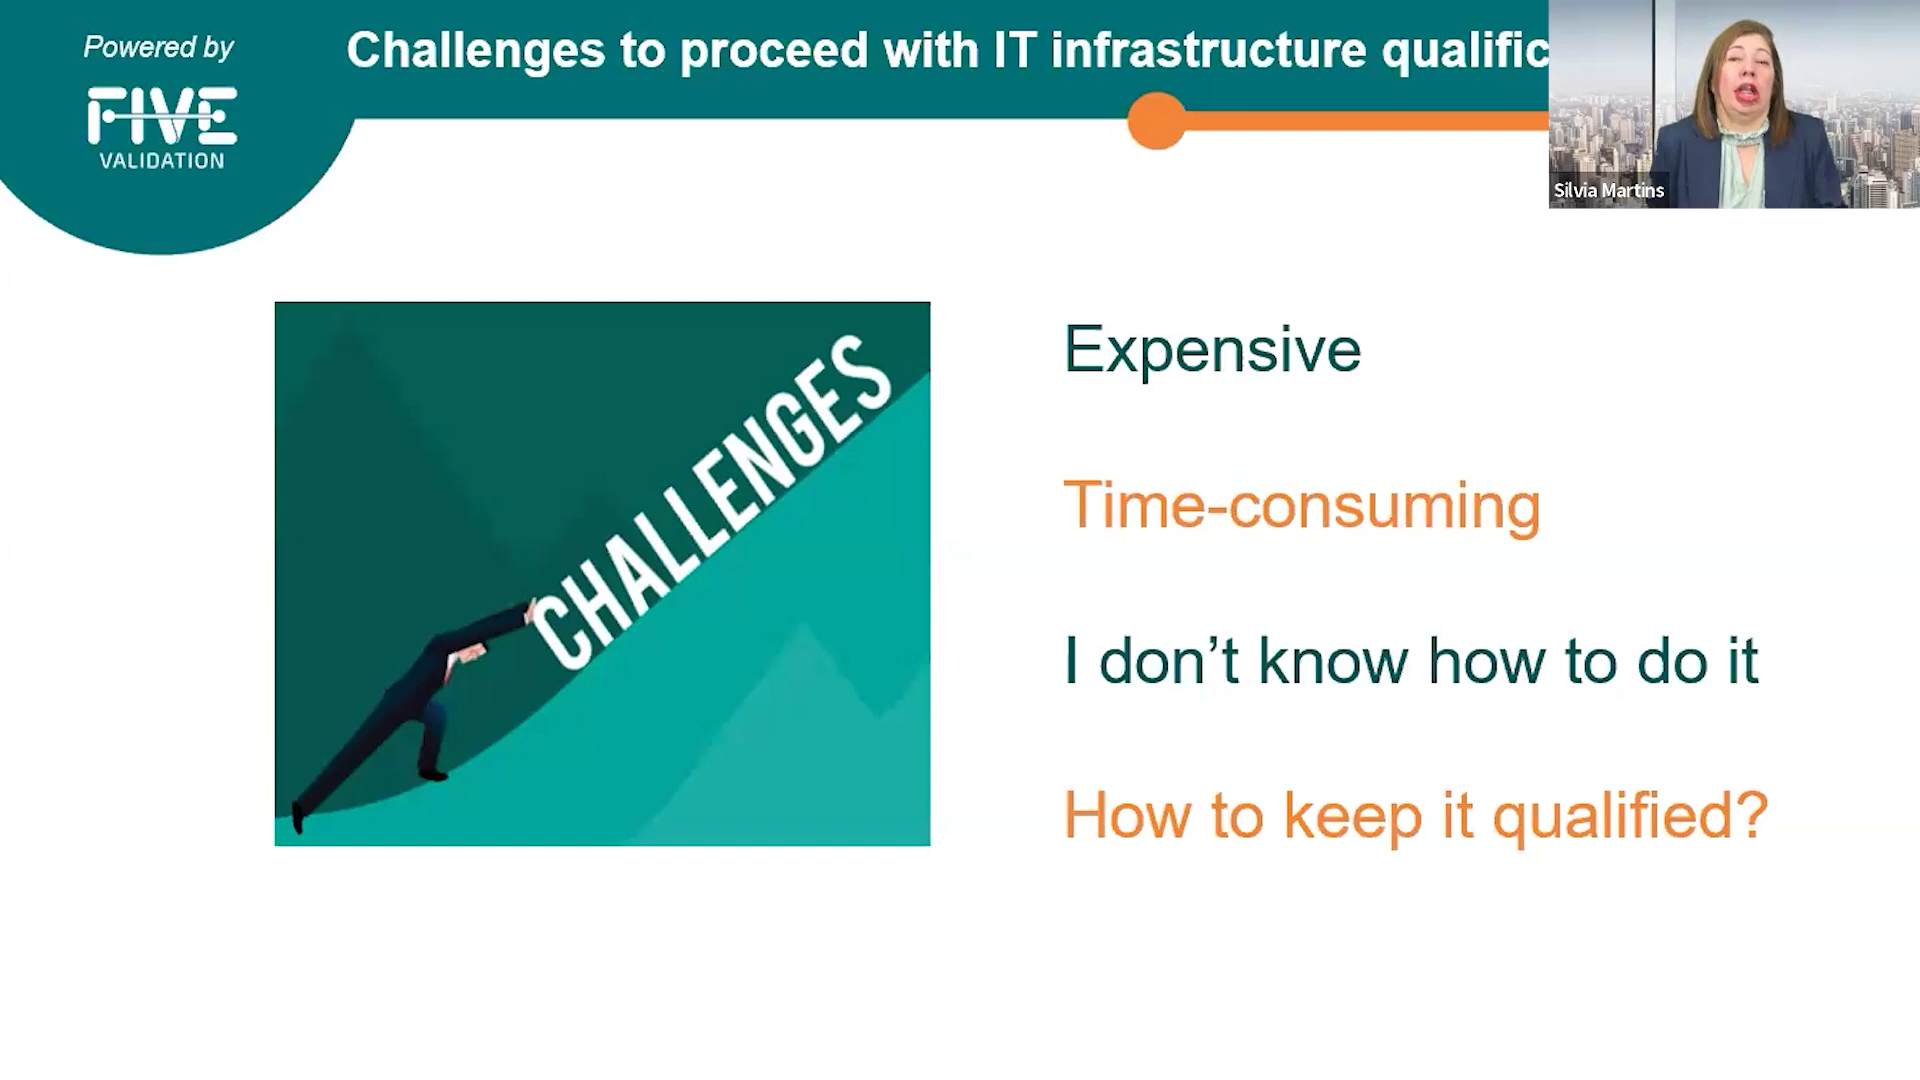 Powered by
FIVE
VALIDATION
Challenges to proceed with IT infrastructure qualific
Silvia Martins
CHALLENGES
Expensive
Time-consuming
I don’t know how to do it
How to keep it qualified?